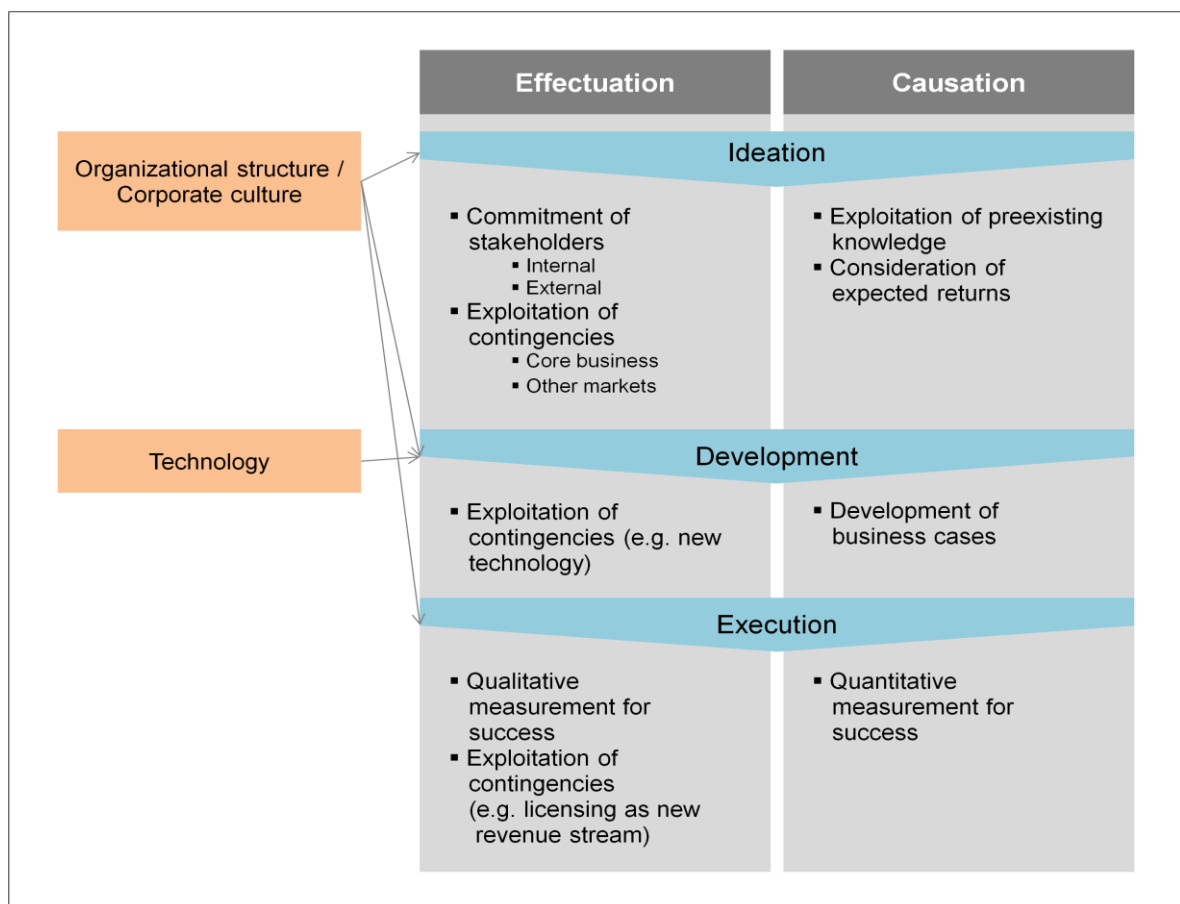 Effectuation
Causation
Organizational structure /
Corporate culture
Ideation
▪ Commitment of
stakeholders
▪ Internal
▪ External
▪ Exploitation of
contingencies
▪ Core business
▪ Other markets
▪ Exploitation of preexisting
knowledge
▪ Consideration of
expected returns
Technology
Development
▪ Exploitation of
contingencies (e.g. new
technology)
▪ Development of
business cases
Execution
▪ Qualitative
measurement for
success
▪ Exploitation of
contingencies
(e.g. licensing as new
revenue stream)
▪ Quantitative
measurement for
success